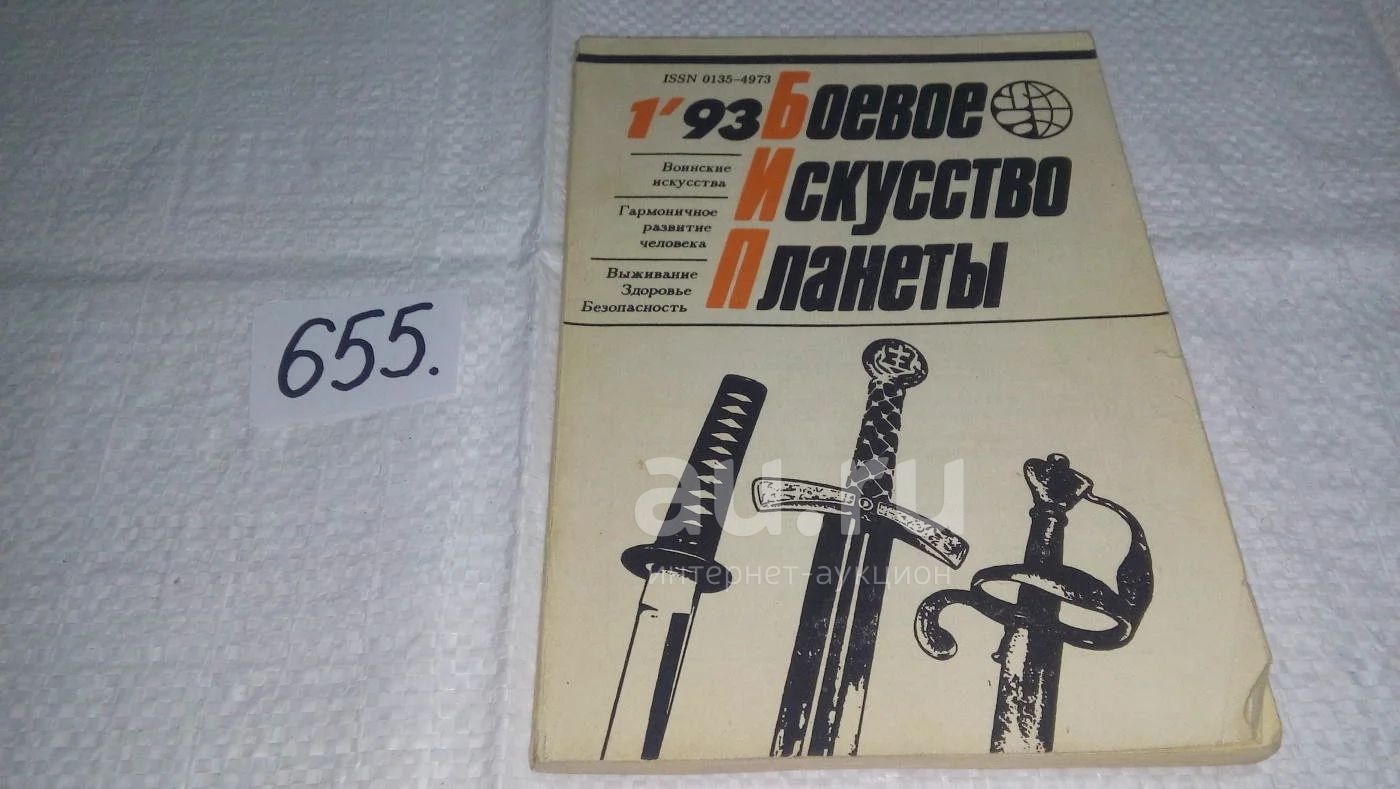 ISSN 0135-4973
1'93
Боевое
Искусство
Планеты
Воинские
искусства
Гармоничное
развитие
человека
Выживание
Здоровье
Безопасность
655.
au.ru
интернет-аукцион